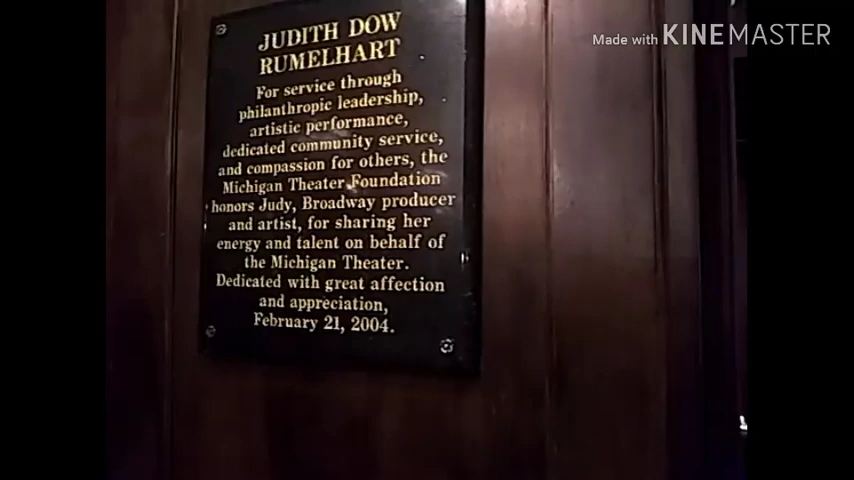 JUDITH DOW
RUMELHART
For service through
philanthropic leadership,
artistic performance,
dedicated community service,
and compassion for others, the
Michigan Theater Foundation
honors Judy, Broadway producer
and artist, for sharing her
energy and talent on behalf of
the Michigan Theater.
Dedicated with great affection
and appreciation,
February 21, 2004.
Made with KINEMASTER